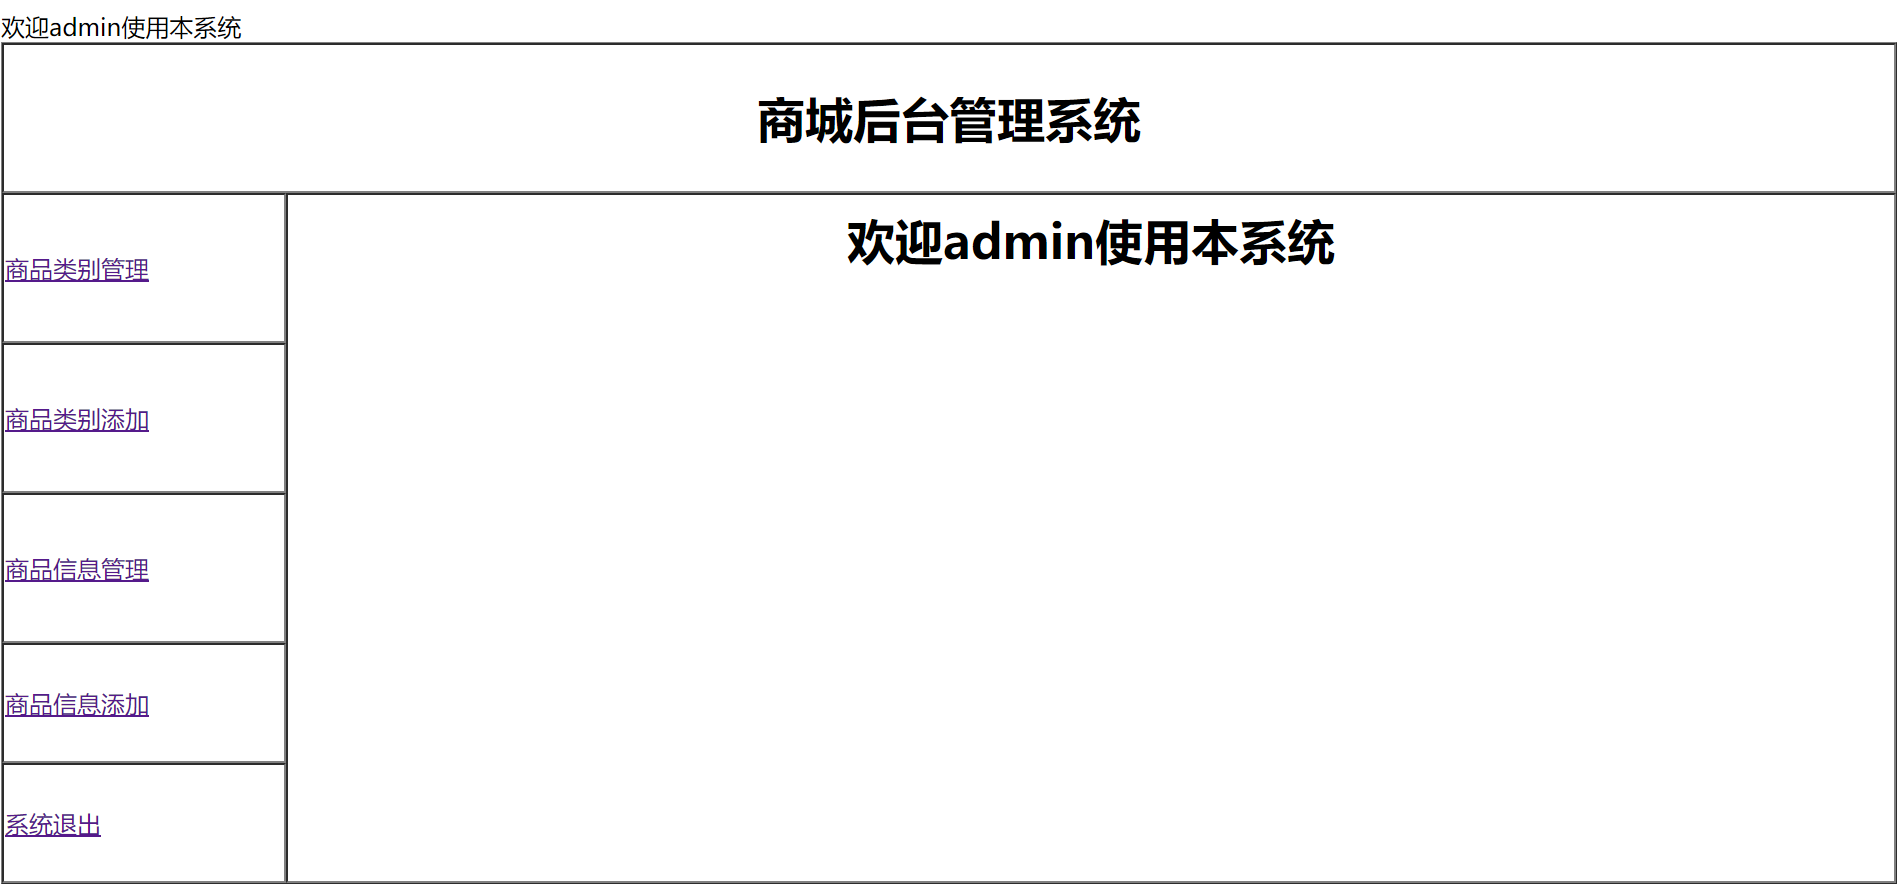 欢迎admin使用本系统
商城后台管理系统
商品类别管理
欢迎admin使用本系统
商品类别添加
商品信息管理
商品信息添加
系统退出